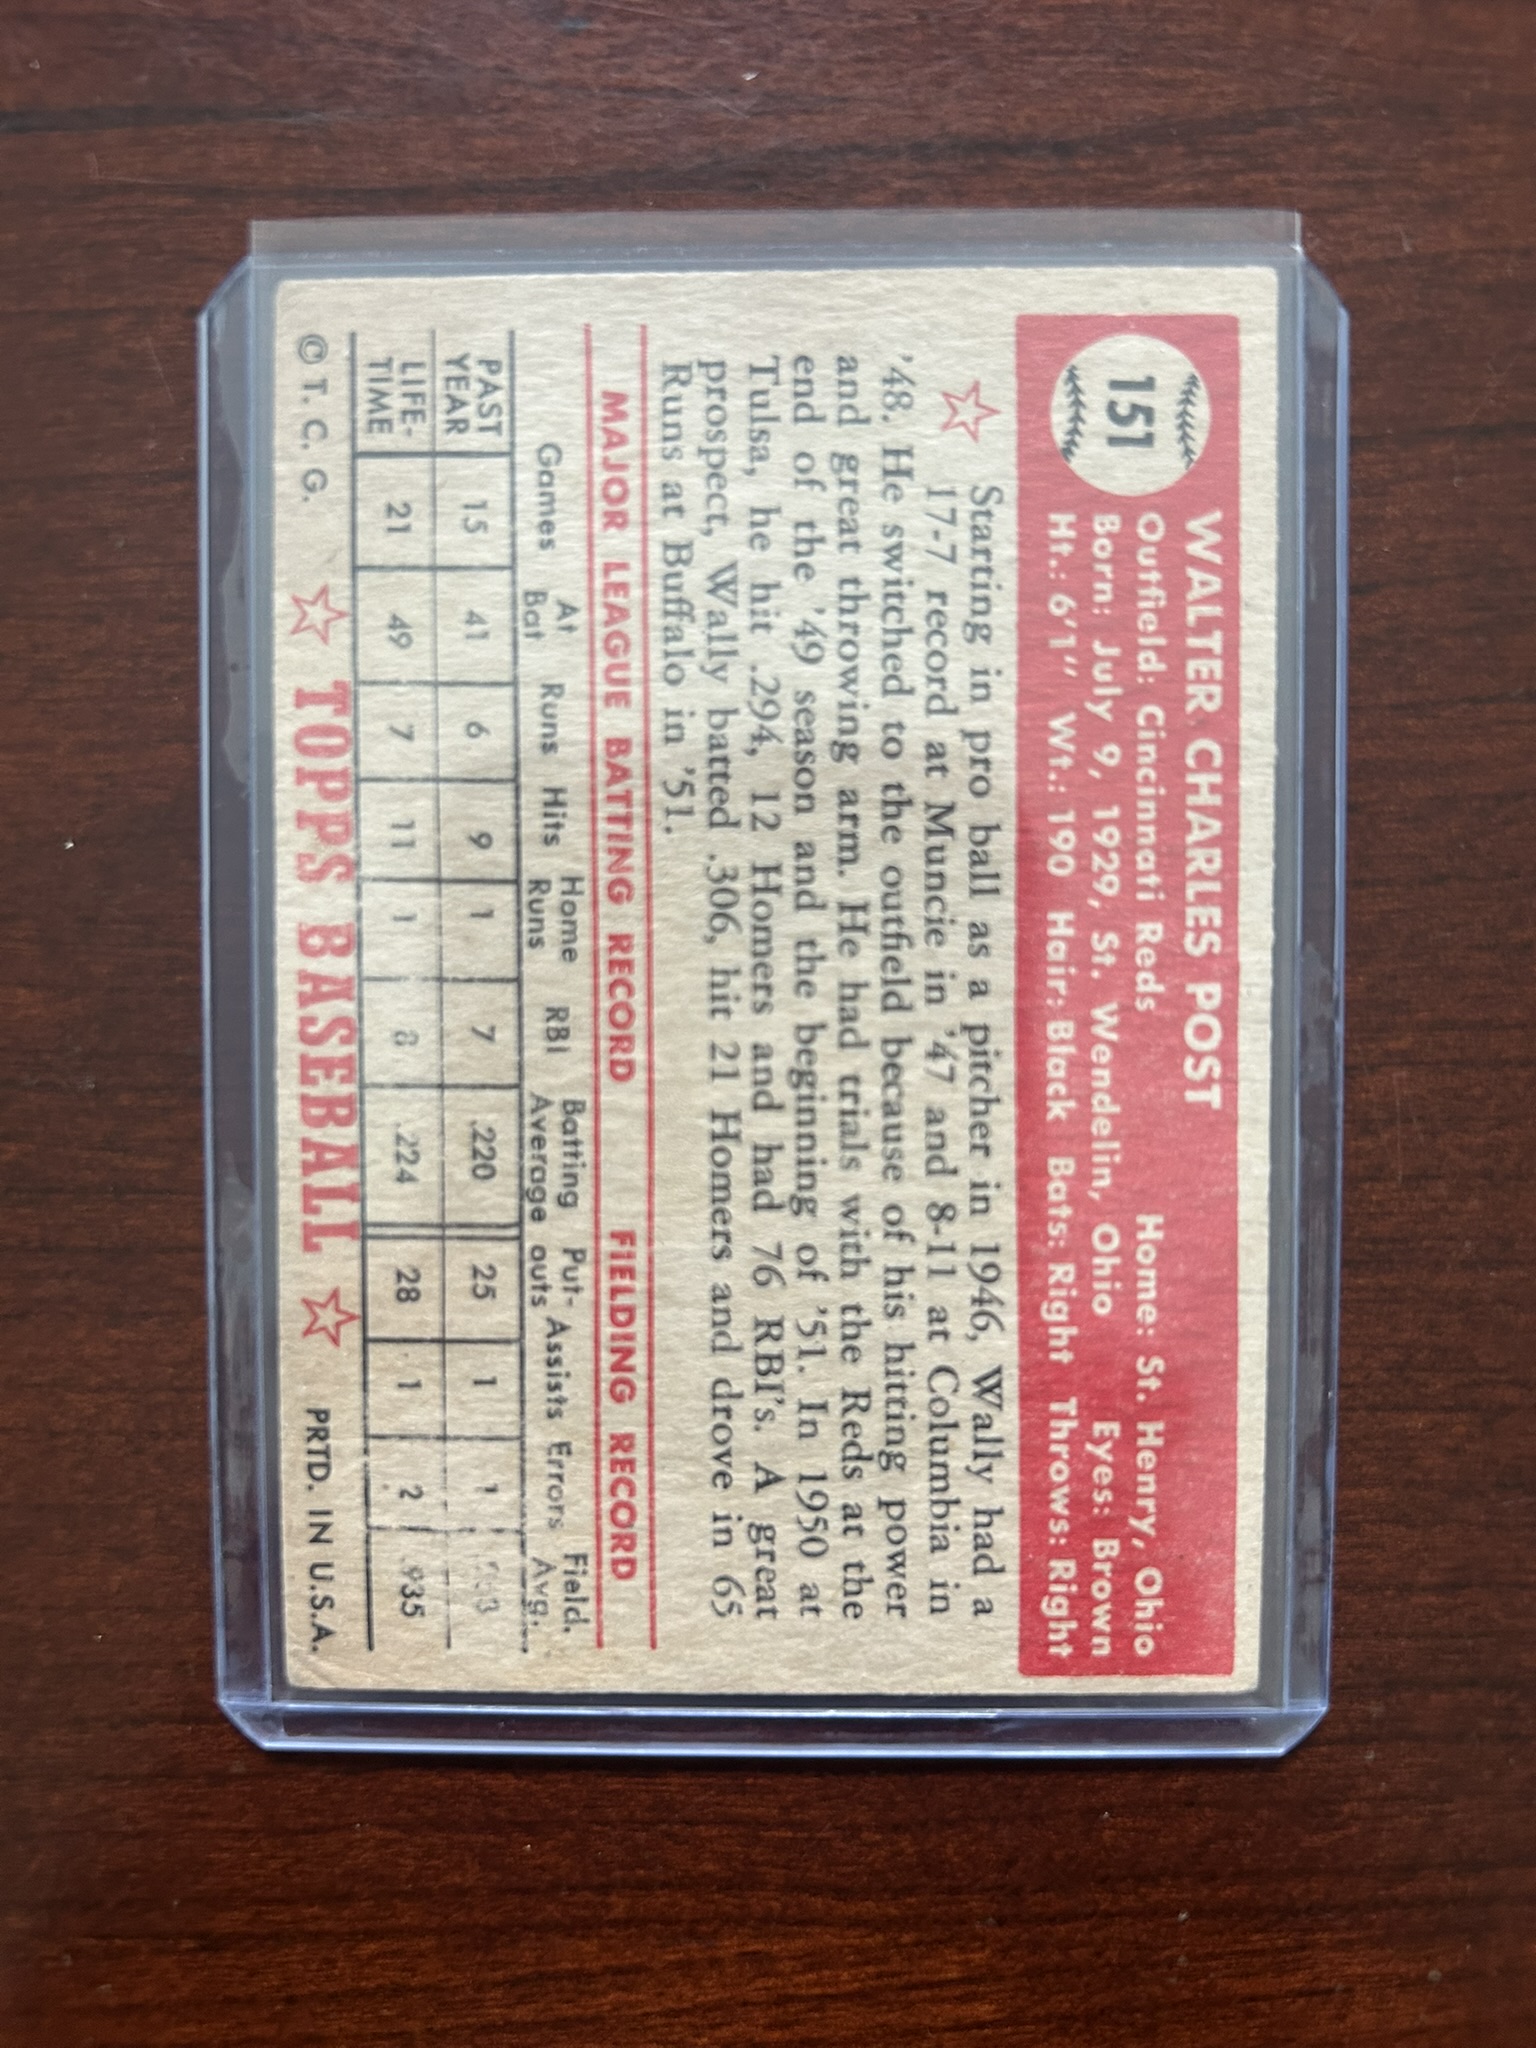 151
WALTER CHARLES POST
Outfield: Cincinnati Reds Home: St. Henry, Ohio
Born: July 9, 1929, St. Wendelin, Ohio Eyes: Brown
Ht.: 6'1" Wt.: 190 Hair: Black Bats: Right Throws: Right
Starting in pro ball as a pitcher in 1946, Wally had a
17-7 record at Muncie in '47 and 8-11 at Columbia in
'48. He switched to the outfield because of his hitting power
and great throwing arm. He had trials with the Reds at the
end of the '49 season and the beginning of '51. In 1950 at
Tulsa, he hit .294, 12 Homers and had 76 RBI's. A great
prospect, Wally batted .306, hit 21 Homers and drove in 65
Runs at Buffalo in '51.
MAJOR LEAGUE BATTING RECORD FIELDING RECORD
Games At Bat Runs Hits Home Runs RBI Batting Average Put-outs Assists Errors Field. Avg.
PAST YEAR 15 41 6 9 1 7 .220 25 1 1
LIFE-TIME 21 49 7 11 1 8 .224 28 1 2 .935
© T. C. G. TOPPS BASEBALL PRTD. IN U.S.A.